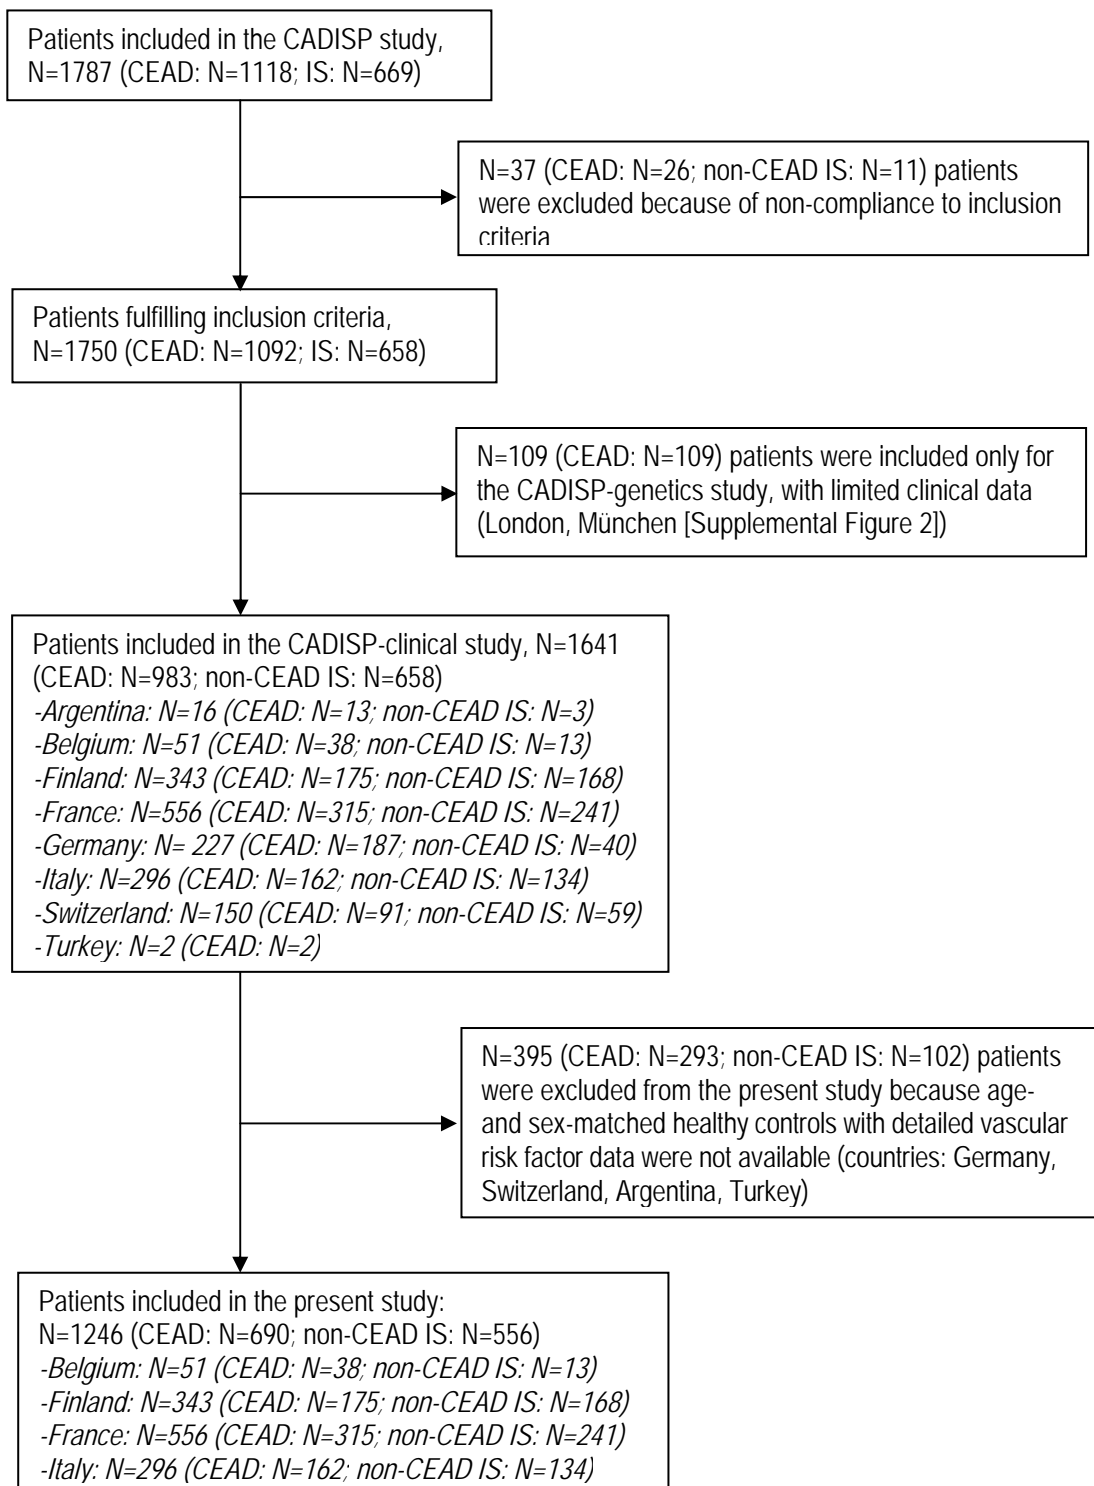 Patients included in the CADISP study,
N=1787 (CEAD: N=1118; IS: N=669)
N=37 (CEAD: N=26; non-CEAD IS: N=11) patients
were excluded because of non-compliance to inclusion
criteria
Patients fulfilling inclusion criteria,
N=1750 (CEAD: N=1092; IS: N=658)
N=109 (CEAD: N=109) patients were included only for
the CADISP-genetics study, with limited clinical data
(London, München [Supplemental Figure 2])
Patients included in the CADISP-clinical study, N=1641
(CEAD: N=983; non-CEAD IS: N=658)
-Argentina: N=16 (CEAD: N=13; non-CEAD IS: N=3)
-Belgium: N=51 (CEAD: N=38; non-CEAD IS: N=13)
-Finland: N=343 (CEAD: N=175; non-CEAD IS: N=168)
-France: N=556 (CEAD: N=315; non-CEAD IS: N=241)
-Germany: N= 227 (CEAD: N=187; non-CEAD IS: N=40)
-Italy: N=296 (CEAD: N=162; non-CEAD IS: N=134)
-Switzerland: N=150 (CEAD: N=91; non-CEAD IS: N=59)
-Turkey: N=2 (CEAD: N=2)
N=395 (CEAD: N=293; non-CEAD IS: N=102) patients
were excluded from the present study because age-
and sex-matched healthy controls with detailed vascular
risk factor data were not available (countries: Germany,
Switzerland, Argentina, Turkey)
Patients included in the present study:
N=1246 (CEAD: N=690; non-CEAD IS: N=556)
-Belgium: N=51 (CEAD: N=38; non-CEAD IS: N=13)
-Finland: N=343 (CEAD: N=175; non-CEAD IS: N=168)
-France: N=556 (CEAD: N=315; non-CEAD IS: N=241)
-Italy: N=296 (CEAD: N=162; non-CEAD IS: N=134)